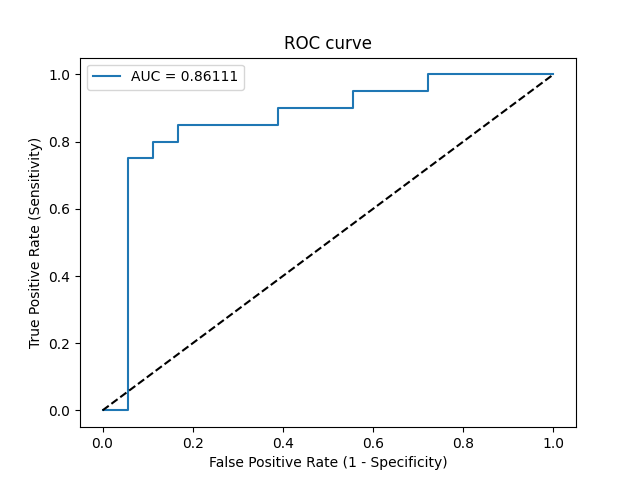 ROC curve
AUC = 0.86111
1.0
0.8
0.6
0.4
0.2
0.0
True Positive Rate (Sensitivity)
0.0 0.2 0.4 0.6 0.8 1.0
False Positive Rate (1 - Specificity)